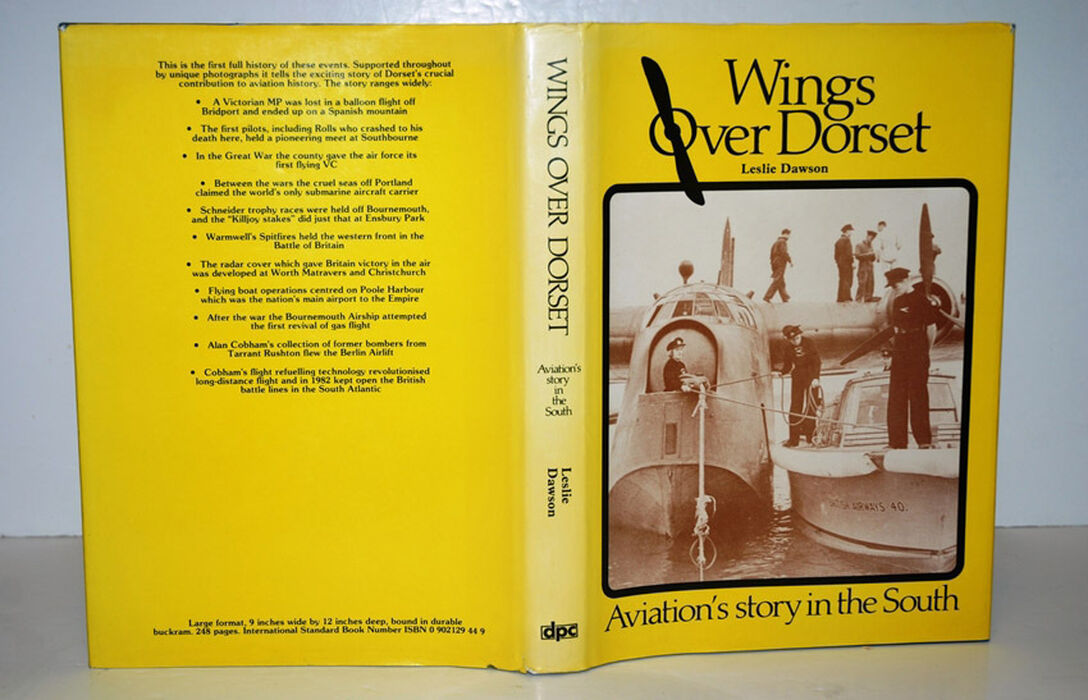 This is the first full history of these events. Supported throughout
by unique photographs it tells the exciting story of Dorset's crucial
contribution to aviation history. The story ranges widely:
• A Victorian MP was lost in a balloon flight off
Bridport and ended up on a Spanish mountain
• The first pilots, including Rolls who crashed to his
death here, held a pioneering meet at Southbourne
• In the Great War the county gave the air force its
first flying VC
• Between the wars the cruel seas off Portland
claimed the world's only submarine aircraft carrier
• Schneider trophy races were held off Bournemouth,
and the "Killjoy stakes" did just that at Ensbury Park
• Warmwell's Spitfires held the western front in the
Battle of Britain
• The radar cover which gave Britain victory in the air
was developed at Worth Matravers and Christchurch
• Flying boat operations centred on Poole Harbour
which was the nation's main airport to the Empire
• After the war the Bournemouth Airship attempted
the first revival of gas flight
• Alan Cobham's collection of former bombers from
Tarrant Rushton flew the Berlin Airlift
• Cobham's flight refuelling technology revolutionised
long-distance flight and in 1982 kept open the British
battle lines in the South Atlantic
Large format, 9 inches wide by 12 inches deep, bound in durable
buckram. 248 pages. International Standard Book Number ISBN 0 902129 44 9
WINGS OVER DORSET
Aviation's
story
in
the
South
Leslie
Dawson
dpc
Wings
Over Dorset
Leslie Dawson
AIRWAYS 40.
Aviation's story in the South